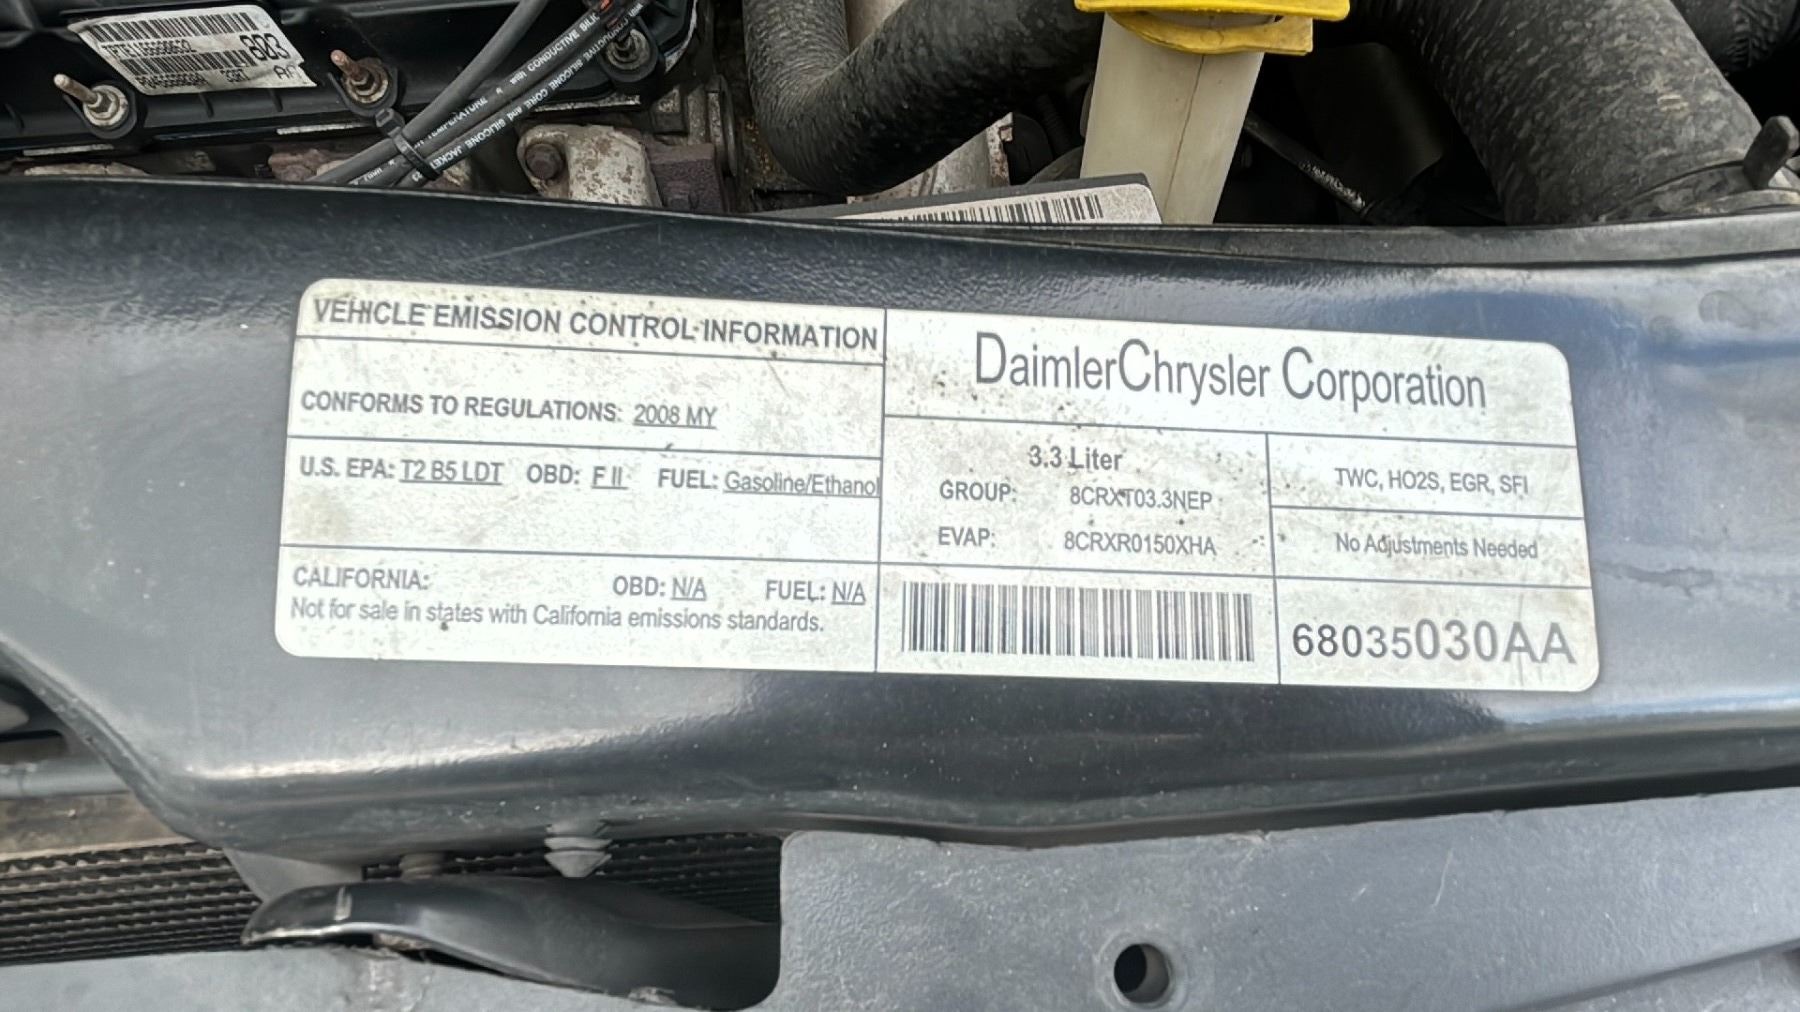 803
VEHICLE EMISSION CONTROL INFORMATION
CONFORMS TO REGULATIONS: 2008 MY
U.S. EPA: T2 B5 LDT OBD: F II FUEL: Gasoline/Ethanol
CALIFORNIA: OBD: N/A FUEL: N/A
Not for sale in states with California emissions standards.
DaimlerChrysler Corporation
3.3 Liter
GROUP: 8CRXT03.3NEP
EVAP: 8CRXR0150XHA
TWC, HO2S, EGR, SFI
No Adjustments Needed
68035030AA